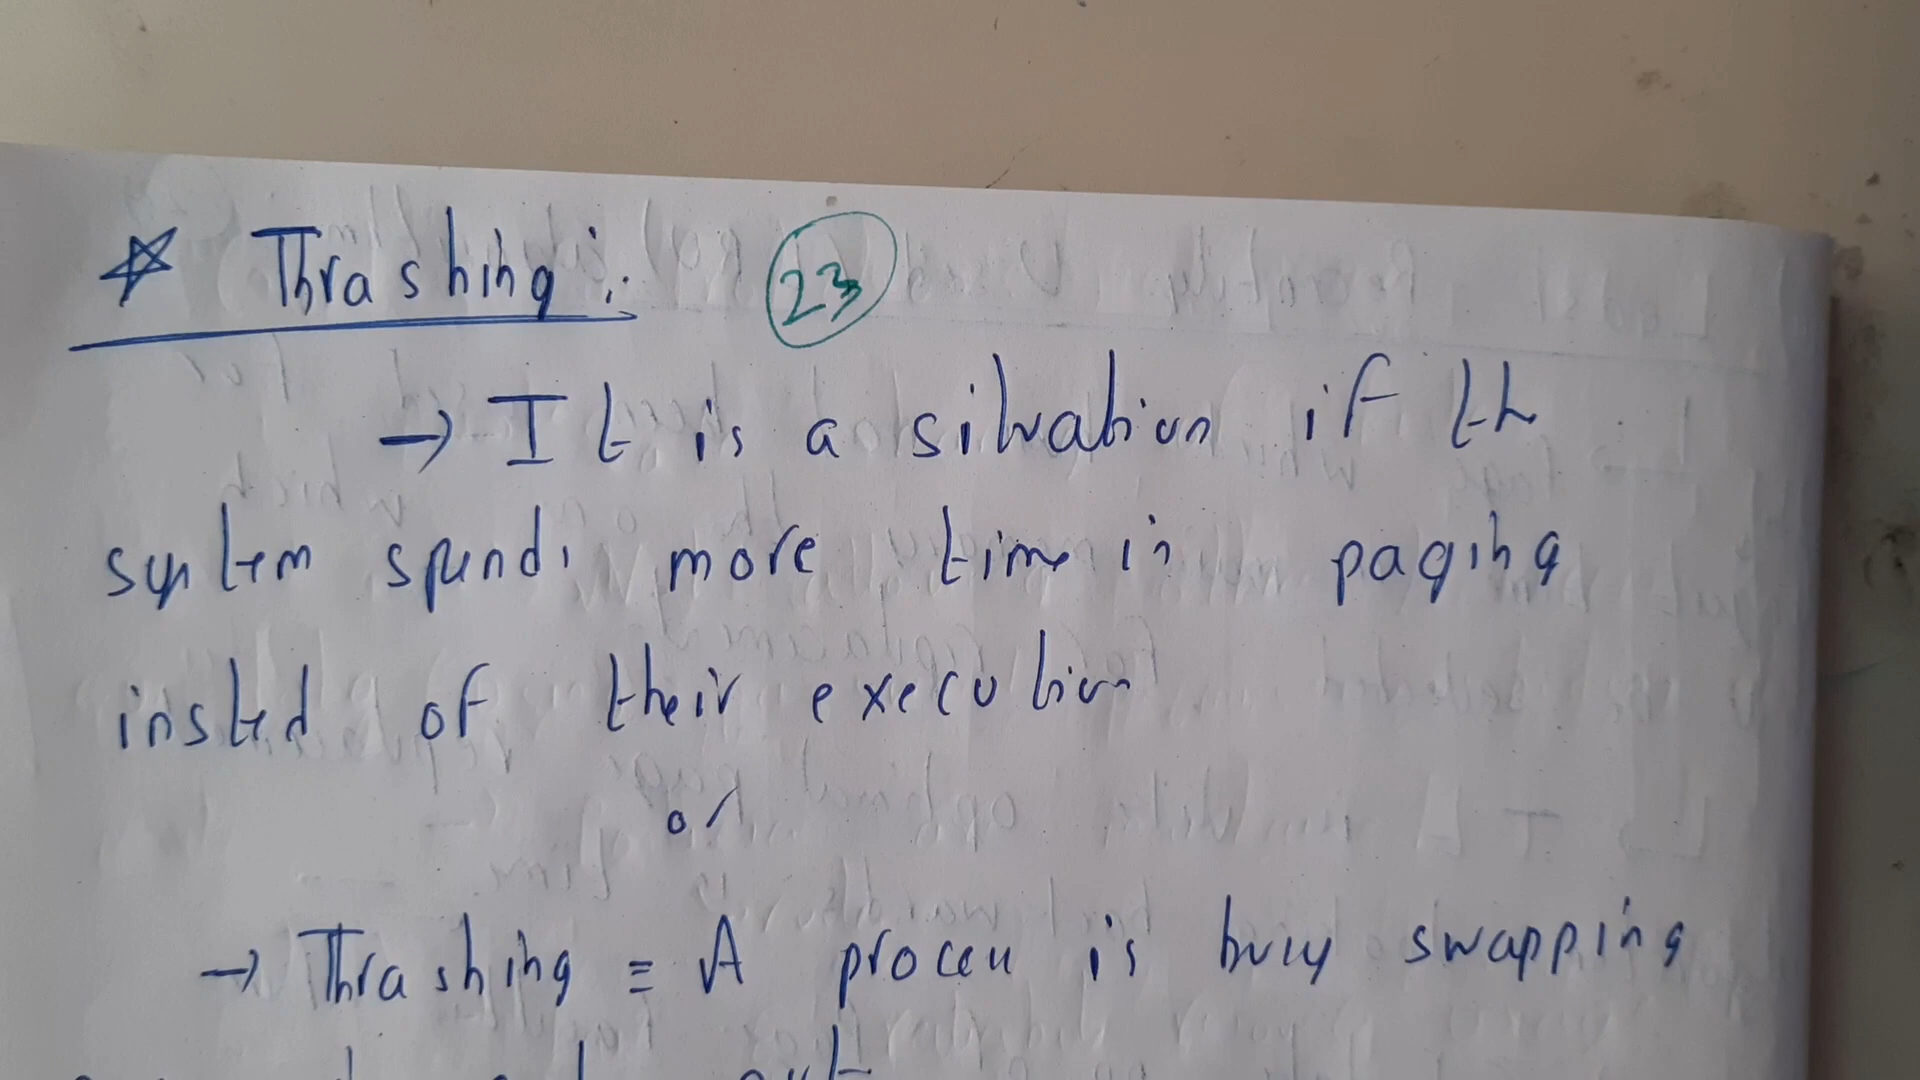 ☆ Thrashing :. 23
→ It is a situation if the
system spends more time in paging
insted of their execution
or
→ Thrashing = A process is busy swapping